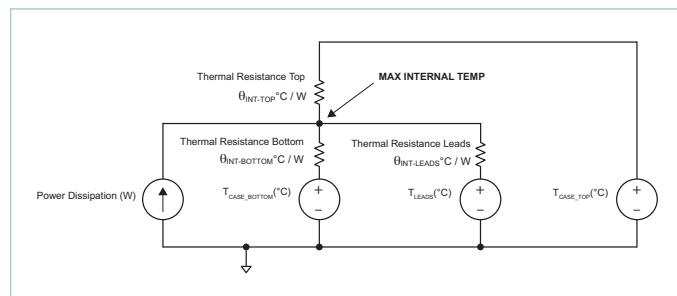 Thermal Resistance Top
θINT-TOP°C / W
MAX INTERNAL TEMP
Thermal Resistance Bottom
θINT-BOTTOM°C / W
Thermal Resistance Leads
θINT-LEADS°C / W
Power Dissipation (W)
TCASE_BOTTOM(°C)
+
–
TLEADS(°C)
+
–
TCASE_TOP(°C)
+
–